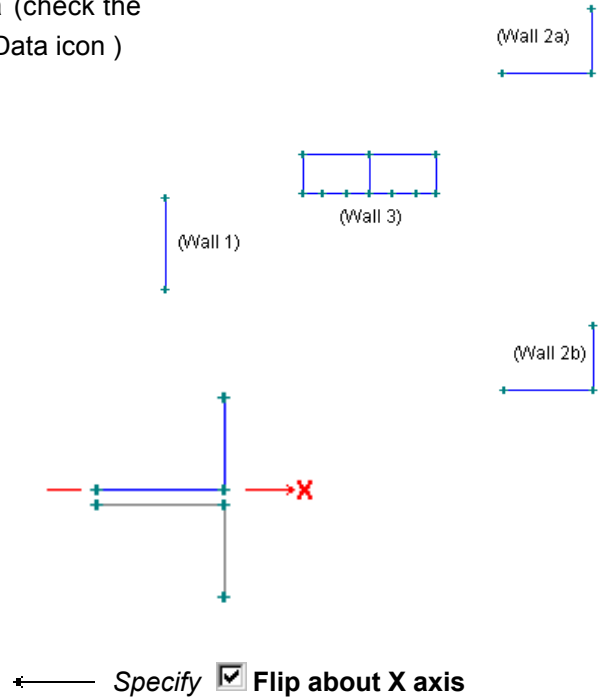 (check the
Data icon )
(Wall 2a)
(Wall 3)
(Wall 1)
(Wall 2b)
X
Specify Flip about X axis